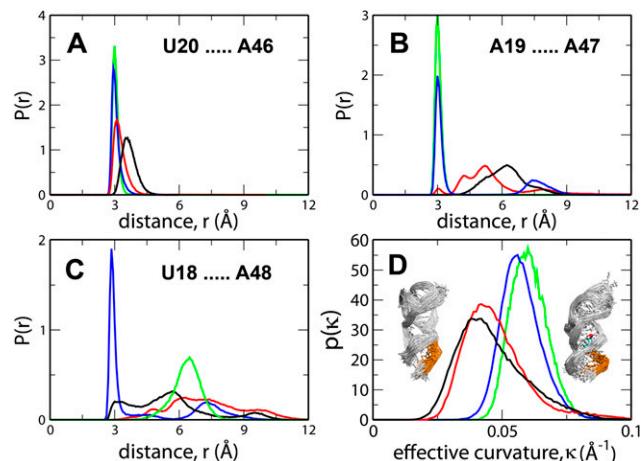 A
U20 ..... A46
P(r)
4
3
2
1
0
0
3
6
9
12
distance, r (Å)
B
A19 ..... A47
P(r)
3
2
1
0
0
3
6
9
12
distance, r (Å)
C
U18 ..... A48
P(r)
2
1
0
0
3
6
9
12
distance, r (Å)
D
p(κ)
60
50
40
30
20
10
0
0
0.05
0.1
effective curvature, κ (Å⁻¹)